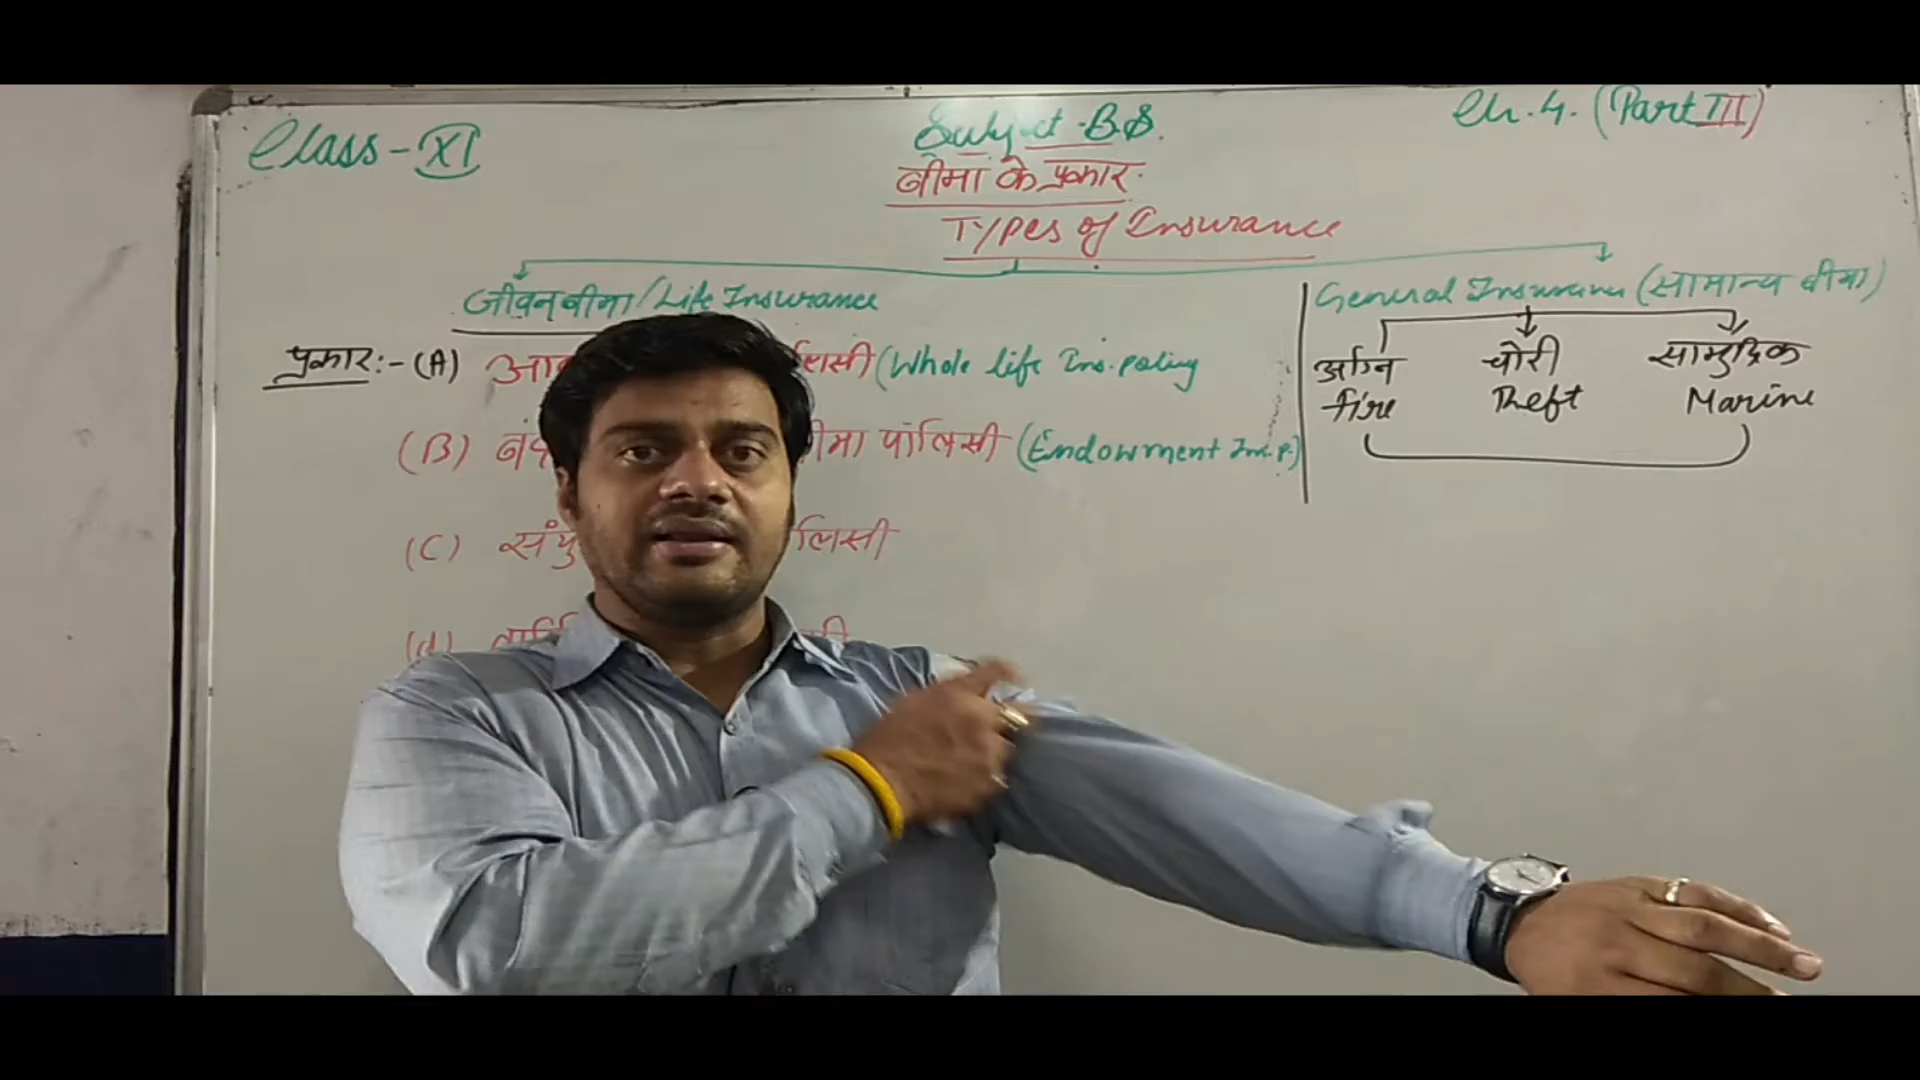 Class - XI
Subject - B.S.
Ch. 4. (Part III)
बीमा के प्रकार
Types of Insurance
जीवन बीमा / Life Insurance
General Insurance (सामान्य बीमा)
प्रकार :- (A) (Whole life Ins. policy
(B) बीमा पॉलिसी (Endowment Ins. P.)
(C)
(d)
अग्नि चोरी सामुद्रिक
Fire Theft Marine